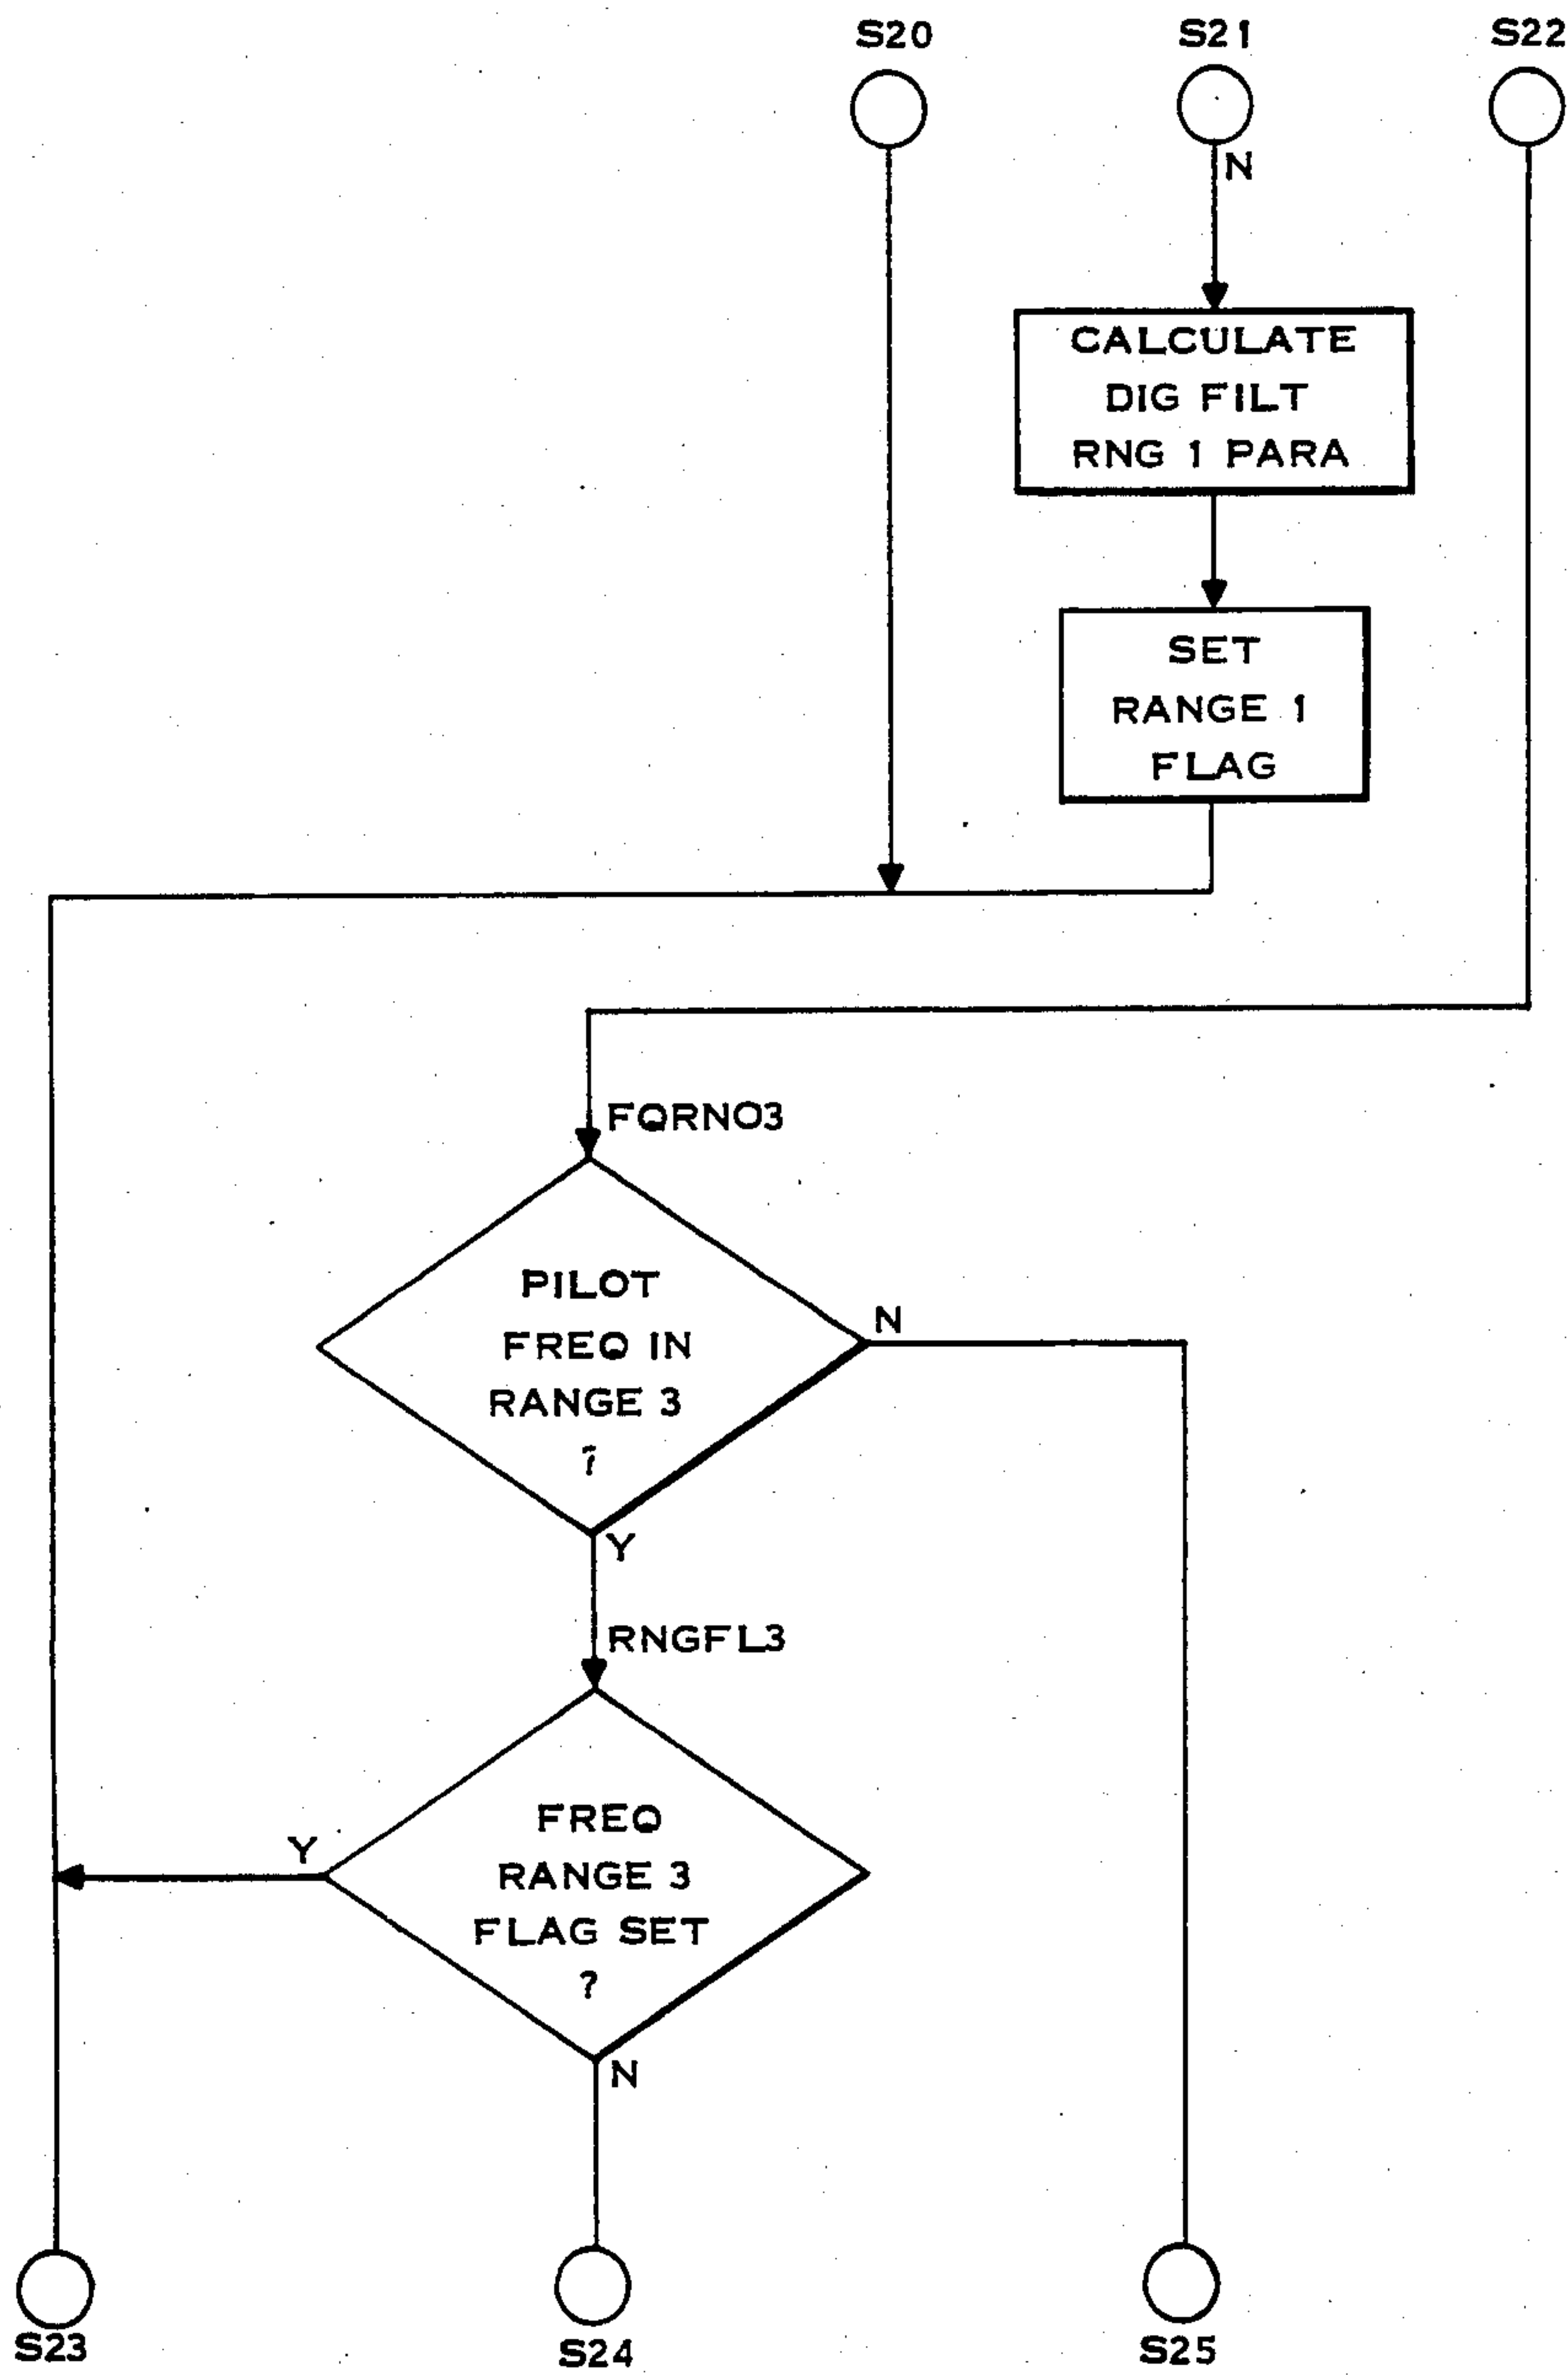 S20
S21
S22
N
CALCULATE
DIG FILT
RNG 1 PARA
SET
RANGE 1
FLAG
FQRNO3
PILOT
FREQ IN
RANGE 3
?
N
Y
RNGFL3
FREQ
RANGE 3
FLAG SET
?
Y
N
S23
S24
S25